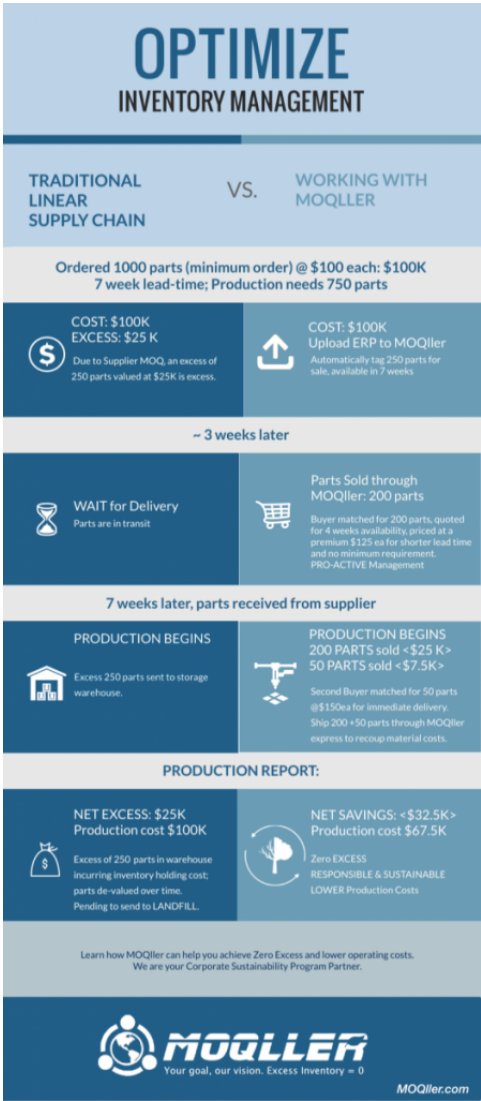 OPTIMIZE
INVENTORY MANAGEMENT
TRADITIONAL
LINEAR
SUPPLY CHAIN
VS.
WORKING WITH
MOQLLER
Ordered 1000 parts (minimum order) @ $100 each: $100K
7 week lead-time; Production needs 750 parts
COST: $100K
EXCESS: $25 K
Due to Supplier MOQ, an excess of
250 parts valued at $25K is excess.
COST: $100K
Upload ERP to MOQller
Automatically tag 250 parts for
sale, available in 7 weeks
~ 3 weeks later
WAIT for Delivery
Parts are in transit
Parts Sold through
MOQller: 200 parts
Buyer matched for 200 parts, quoted
for 4 weeks availability, priced at a
premium $125 ea for shorter lead time
and no minimum requirement.
PRO-ACTIVE Management
7 weeks later, parts received from supplier
PRODUCTION BEGINS
Excess 250 parts sent to storage
warehouse.
PRODUCTION BEGINS
200 PARTS sold <$25 K>
50 PARTS sold <$7.5K>
Second Buyer matched for 50 parts
@$150ea for immediate delivery.
Ship 200 +50 parts through MOQller
express to recoup material costs.
PRODUCTION REPORT:
NET EXCESS: $25K
Production cost $100K
Excess of 250 parts in warehouse
incurring inventory holding cost;
parts de-valued over time.
Pending to send to LANDFILL.
NET SAVINGS: <$32.5K>
Production cost $67.5K
Zero EXCESS
RESPONSIBLE & SUSTAINABLE
LOWER Production Costs
Learn how MOQller can help you achieve Zero Excess and lower operating costs.
We are your Corporate Sustainability Program Partner.
MOQLLER
Your goal, our vision. Excess Inventory = 0
MOQller.com